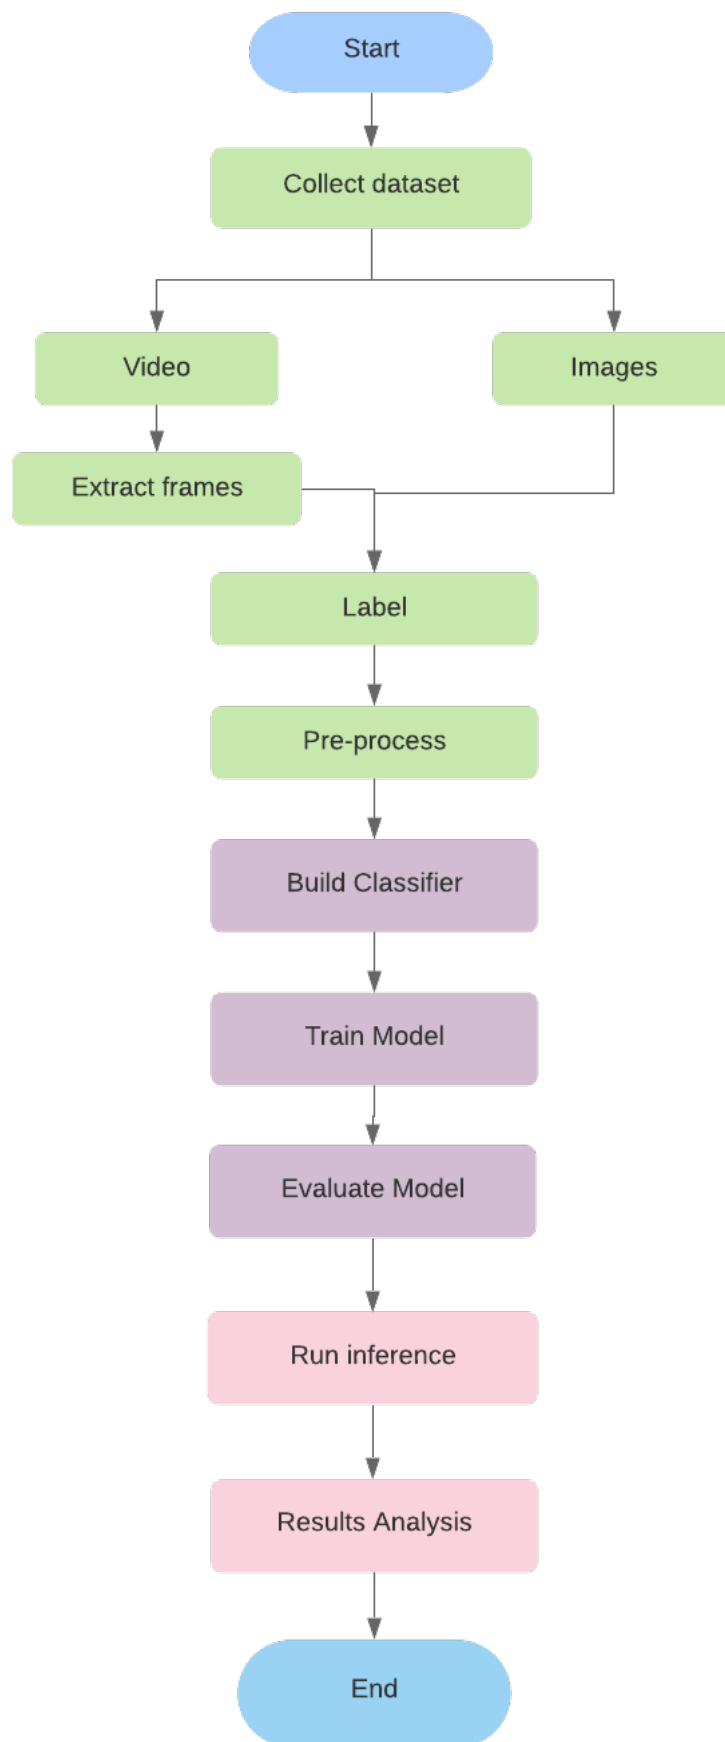 Start
Collect dataset
Video
Images
Extract frames
Label
Pre-process
Build Classifier
Train Model
Evaluate Model
Run inference
Results Analysis
End